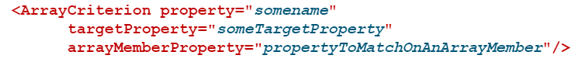 <ArrayCriterion property="somename"
targetProperty="someTargetProperty"
arrayMemberProperty="propertyToMatchOnAnArrayMember"/>